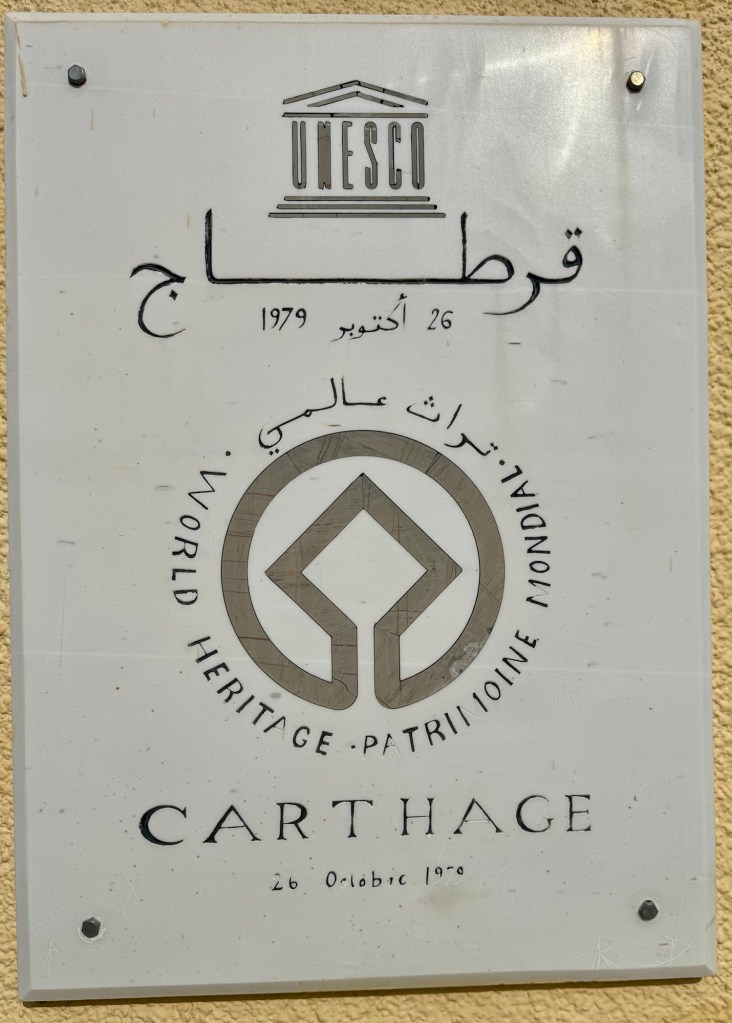 UNESCO
قرطاج
26 أكتوبر 1979
تراث عالمي
· WORLD HERITAGE · PATRIMOINE MONDIAL ·
CARTHAGE
26 Octobre 1979